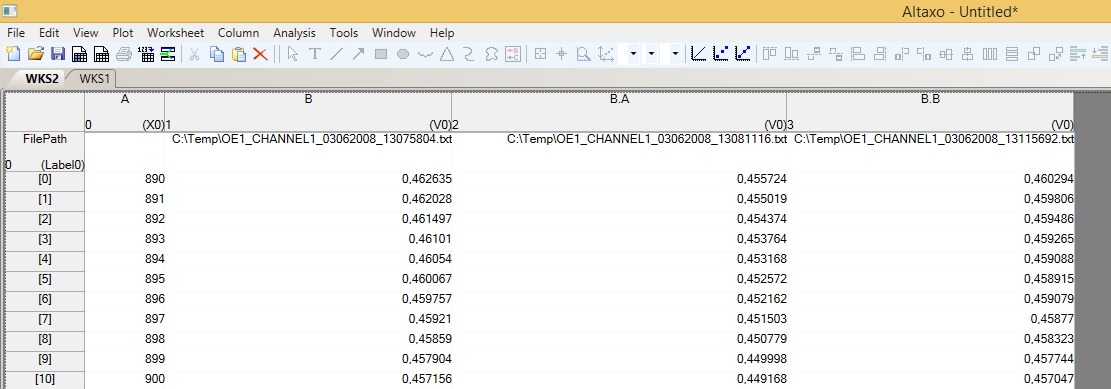 Altaxo - Untitled*
File Edit View Plot Worksheet Column Analysis Tools Window Help
WKS2 WKS1
A B B.A B.B
0 (X0) 1 (V0) 2 (V0) 3 (V0)
FilePath C:\Temp\OE1_CHANNEL1_03062008_13075804.txt C:\Temp\OE1_CHANNEL1_03062008_13081116.txt C:\Temp\OE1_CHANNEL1_03062008_13115692.txt
0 (Label0)
[0] 890 0,462635 0,455724 0,460294
[1] 891 0,462028 0,455019 0,459806
[2] 892 0,461497 0,454374 0,459486
[3] 893 0,46101 0,453764 0,459265
[4] 894 0,46054 0,453168 0,459088
[5] 895 0,460067 0,452572 0,458915
[6] 896 0,459757 0,452162 0,459079
[7] 897 0,45921 0,451503 0,45877
[8] 898 0,45859 0,450779 0,458323
[9] 899 0,457904 0,449998 0,457744
[10] 900 0,457156 0,449168 0,457047